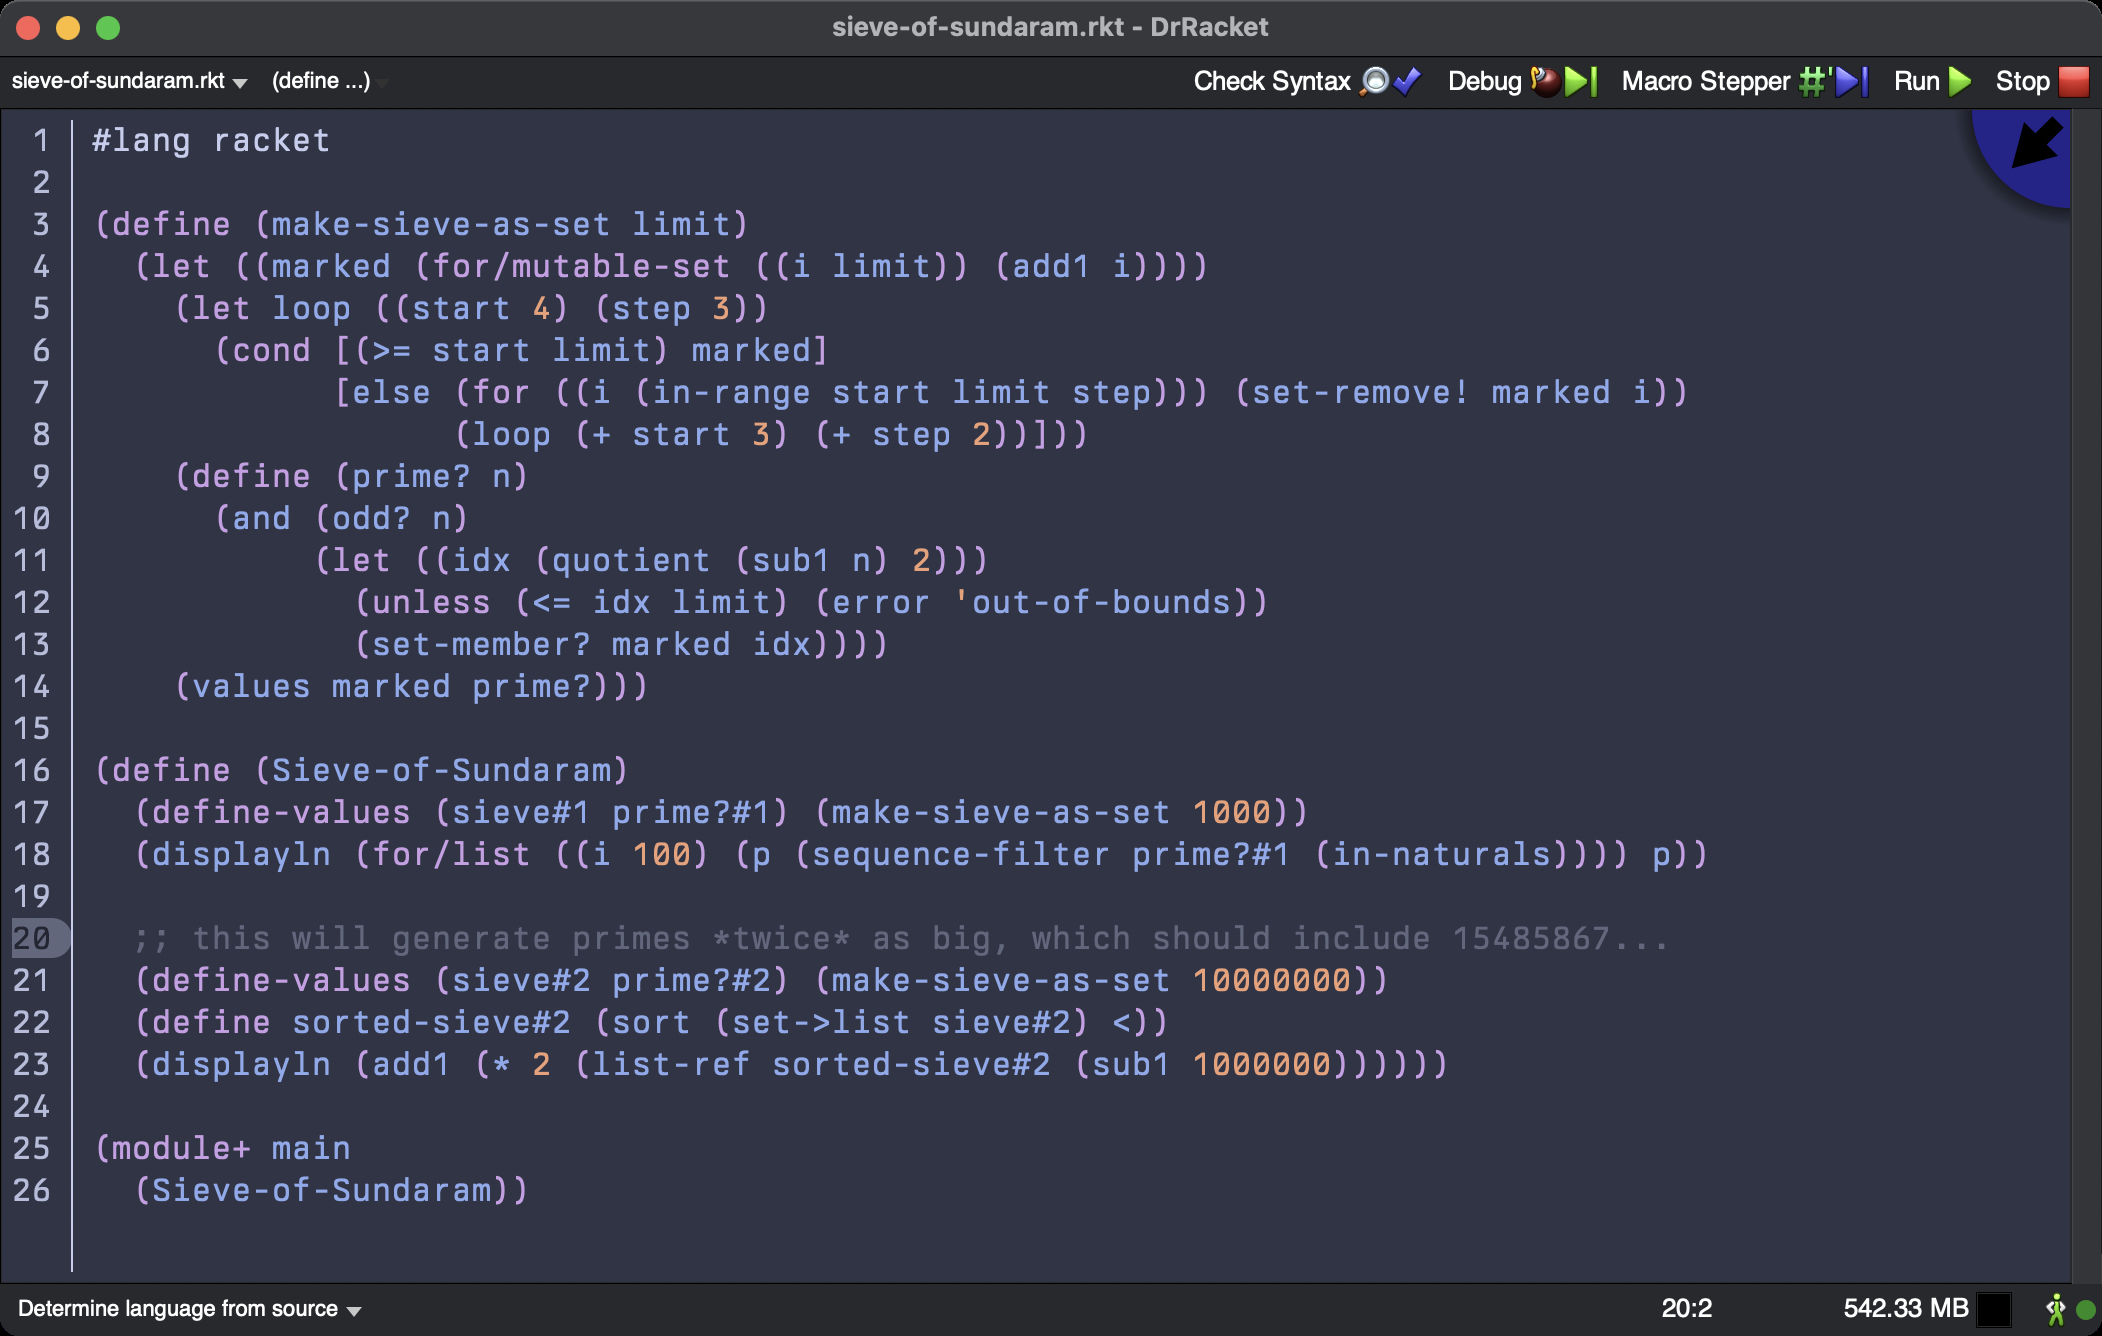 sieve-of-sundaram.rkt - DrRacket
sieve-of-sundaram.rkt (define ...) Check Syntax Debug Macro Stepper #' Run Stop
1 #lang racket
2
3 (define (make-sieve-as-set limit)
4   (let ((marked (for/mutable-set ((i limit)) (add1 i))))
5     (let loop ((start 4) (step 3))
6       (cond [(>= start limit) marked]
7             [else (for ((i (in-range start limit step))) (set-remove! marked i))
8                   (loop (+ start 3) (+ step 2))]))
9     (define (prime? n)
10       (and (odd? n)
11            (let ((idx (quotient (sub1 n) 2)))
12              (unless (<= idx limit) (error 'out-of-bounds))
13              (set-member? marked idx))))
14     (values marked prime?)))
15
16 (define (Sieve-of-Sundaram)
17   (define-values (sieve#1 prime?#1) (make-sieve-as-set 1000))
18   (displayln (for/list ((i 100) (p (sequence-filter prime?#1 (in-naturals)))) p))
19
20   ;; this will generate primes *twice* as big, which should include 15485867...
21   (define-values (sieve#2 prime?#2) (make-sieve-as-set 10000000))
22   (define sorted-sieve#2 (sort (set->list sieve#2) <))
23   (displayln (add1 (* 2 (list-ref sorted-sieve#2 (sub1 1000000))))))
24
25 (module+ main
26   (Sieve-of-Sundaram))
Determine language from source 20:2 542.33 MB